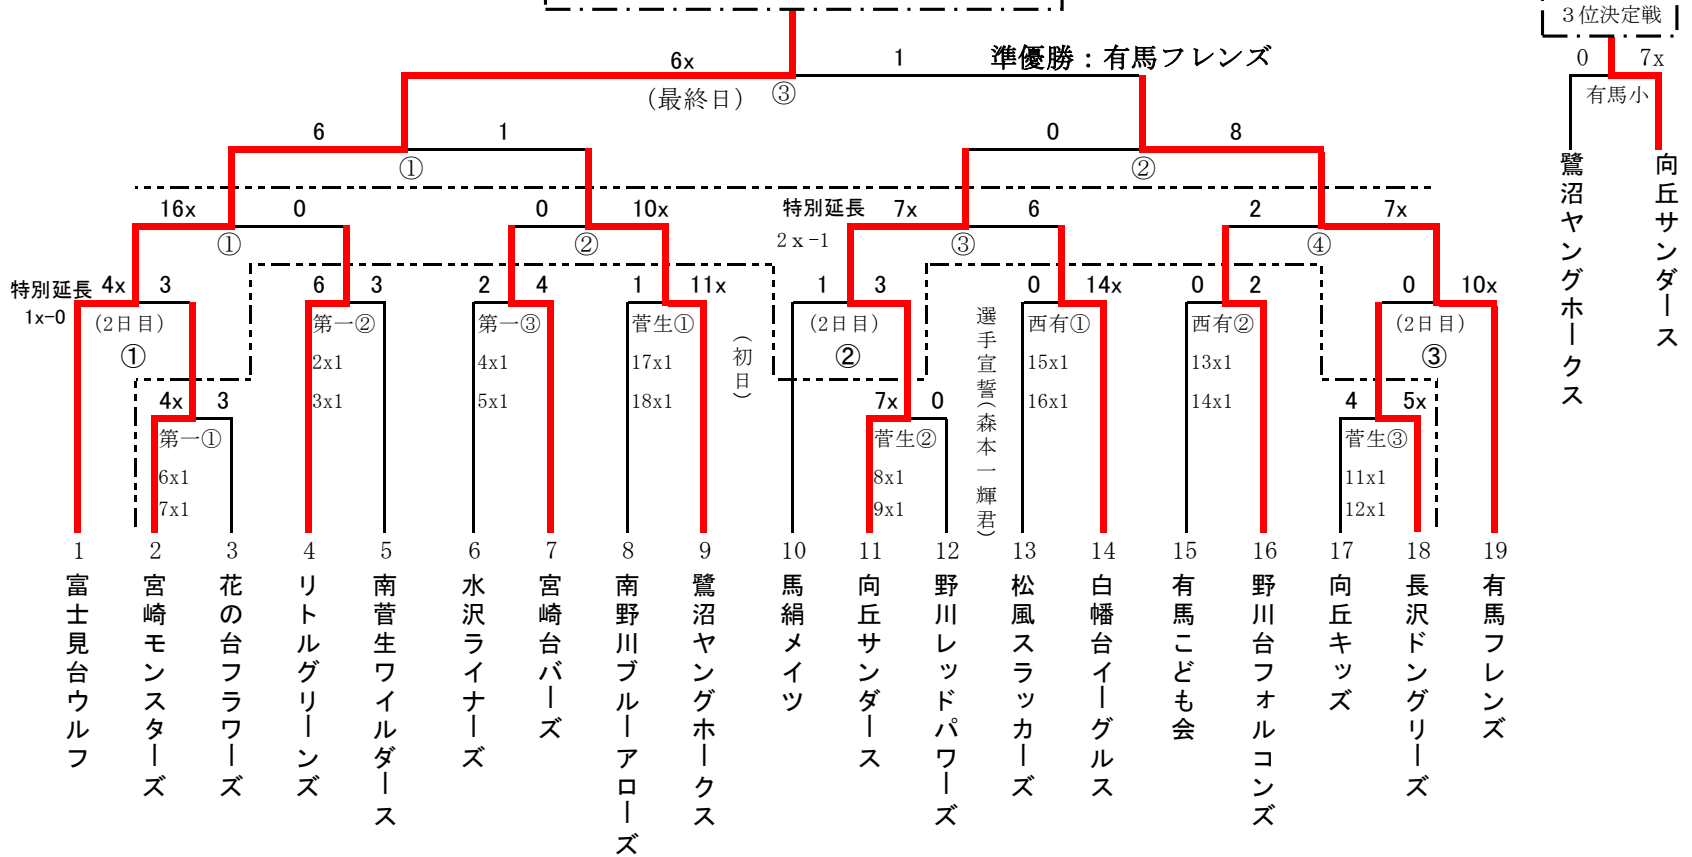 3位決定戦
6x 1 準優勝：有馬フレンズ
0 7x
(最終日) ③
有馬小
6 1 0 8
① ②
鷺沼ヤングホークス
向丘サンダース
16x 0 0 10x 特別延長 7x 6 2 7x
① ② 2x-1 ③ ④
特別延長 4x 3 6 3 2 4 1 11x 1 3 0 14x 0 2 0 10x
1x-0 (2日目) 第一② 第一③ 菅生① (2日目) 西有① 西有② (2日目)
① 2x1 4x1 17x1 ② 15x1 13x1 ③
3x1 5x1 18x1 16x1 14x1
(初日)
選手宣誓(森本一輝君)
4x 3 7x 0 4 5x
第一① 菅生② 菅生③
6x1 8x1 11x1
7x1 9x1 12x1
1 2 3 4 5 6 7 8 9 10 11 12 13 14 15 16 17 18 19
富士見台ウルフ
宮崎モンスターズ
花の台フラワーズ
リトルグリーンズ
南菅生ワイルダース
水沢ライナーズ
宮崎台バーズ
南野川ブルーアローズ
鷺沼ヤングホークス
馬絹メイツ
向丘サンダース
野川レッドパワーズ
松風スラッカーズ
白幡台イーグルス
有馬こども会
野川台フォルコンズ
向丘キッズ
長沢ドングリーズ
有馬フレンズ